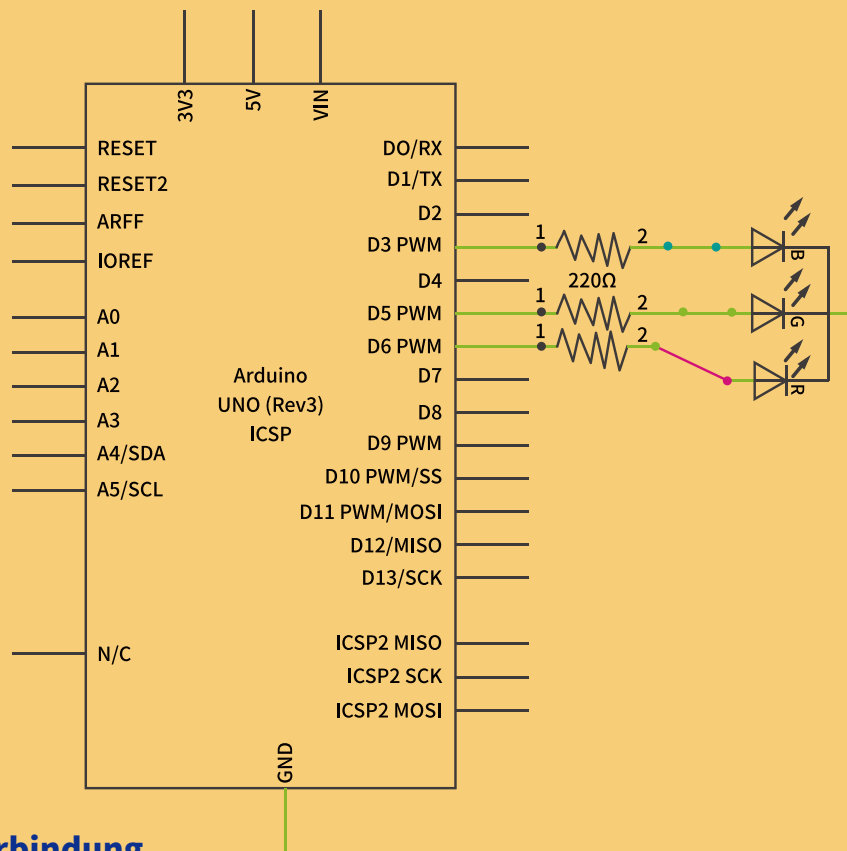 3V3
5V
VIN
RESET
RESET2
ARFF
IOREF
A0
A1
A2
A3
A4/SDA
A5/SCL
N/C
Arduino
UNO (Rev3)
ICSP
DO/RX
D1/TX
D2
D3 PWM
D4
D5 PWM
D6 PWM
D7
D8
D9 PWM
D10 PWM/SS
D11 PWM/MOSI
D12/MISO
D13/SCK
ICSP2 MISO
ICSP2 SCK
ICSP2 MOSI
GND
1 2
220Ω
1 2
1 2
B
G
R
rbindung